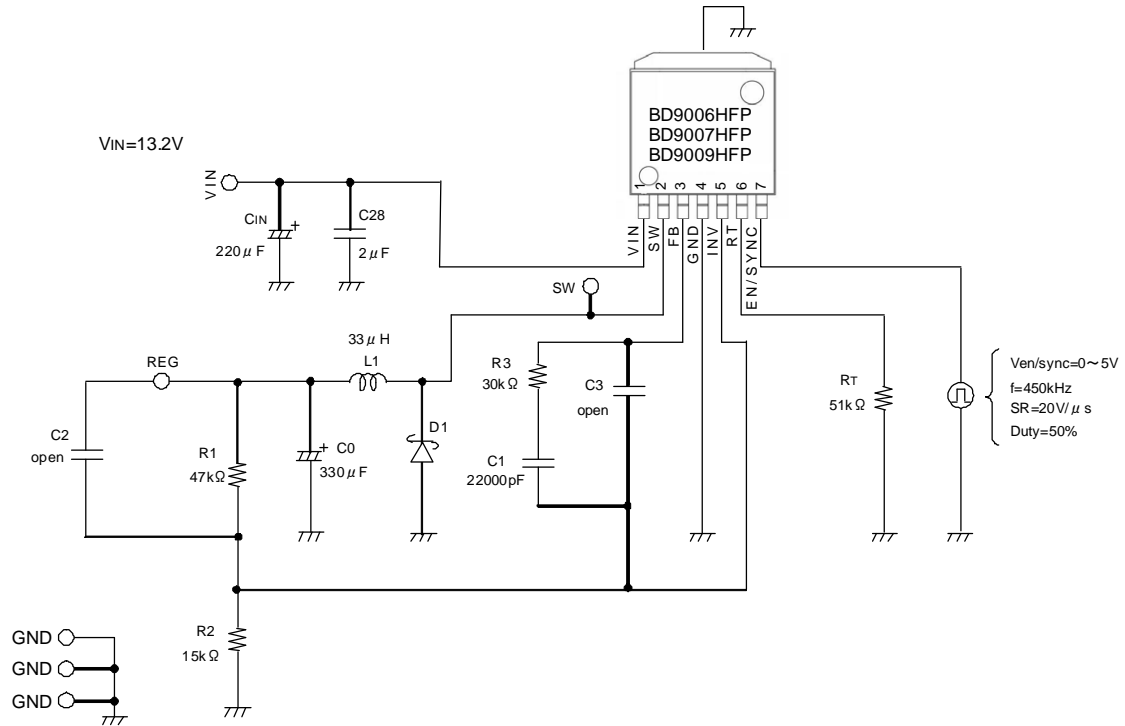 BD9006HFP
BD9007HFP
BD9009HFP
1 2 3 4 5 6 7
VIN
SW
FB
GND
INV
RT
EN/SYNC
VIN=13.2V
VIN
CIN
+
220μF
C28
2μF
SW
33μH
L1
REG
C2
open
R1
47kΩ
+
C0
330μF
D1
R3
30kΩ
C3
open
C1
22000pF
RT
51kΩ
Ven/sync=0～5V
f=450kHz
SR=20V/μs
Duty=50%
R2
15kΩ
GND
GND
GND